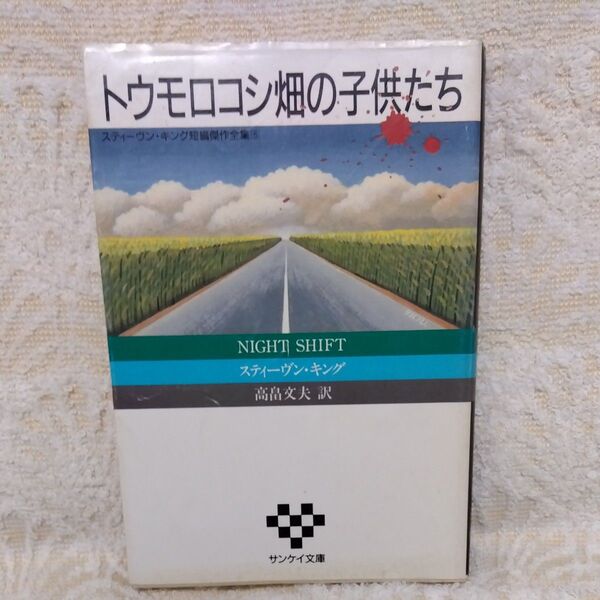 トウモロコシ畑の子供たち
スティーヴン・キング短編傑作全集
NIGHT SHIFT
スティーヴン・キング
高畠文夫 訳
サンケイ文庫